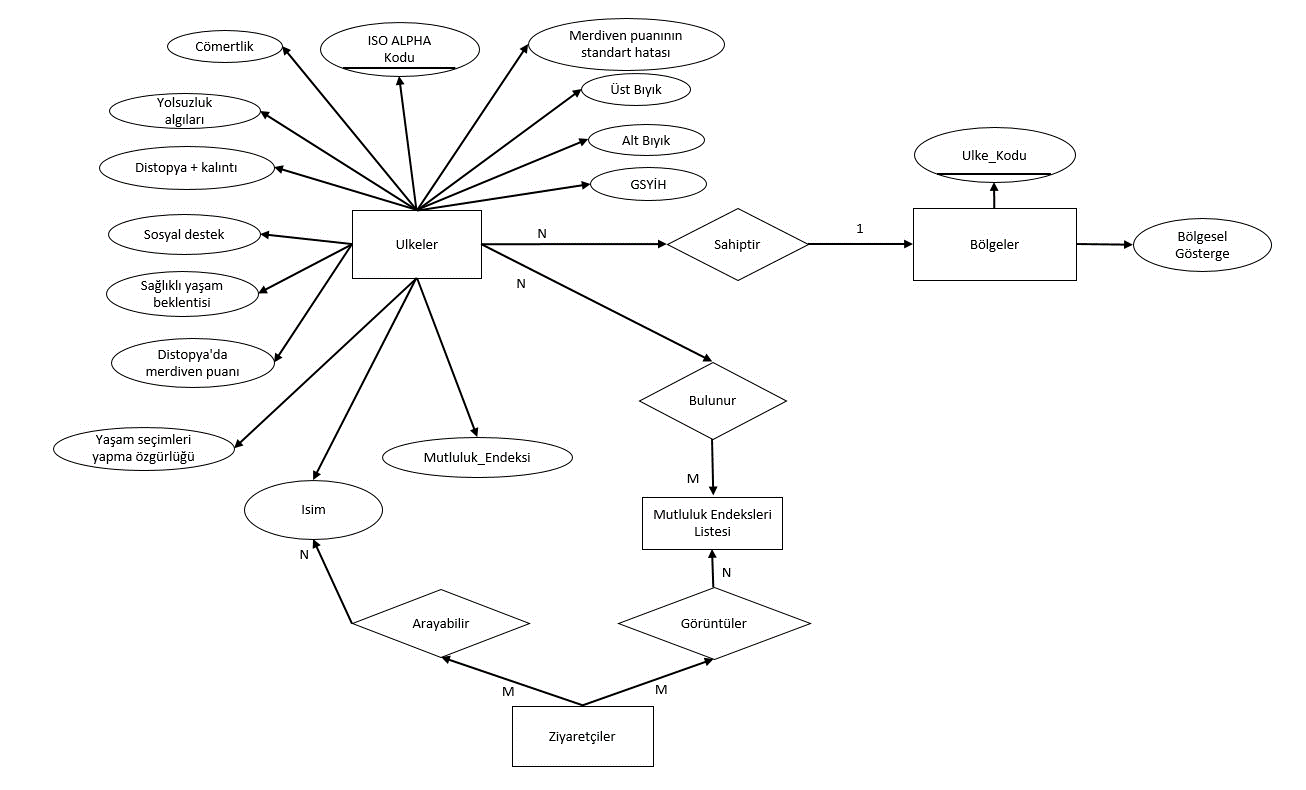 Cömertlik
ISO ALPHA
Kodu
Merdiven puanının
standart hatası
Üst Bıyık
Yolsuzluk
algıları
Alt Bıyık
Ulke_Kodu
Distopya + kalıntı
GSYİH
Sosyal destek
Ulkeler
N
Sahiptir
1
Bölgeler
Bölgesel
Gösterge
N
Sağlıklı yaşam
beklentisi
Distopya'da
merdiven puanı
Bulunur
Yaşam seçimleri
yapma özgürlüğü
Mutluluk_Endeksi
M
Isim
Mutluluk Endeksleri
Listesi
N
N
Arayabilir
Görüntüler
M
M
Ziyaretçiler